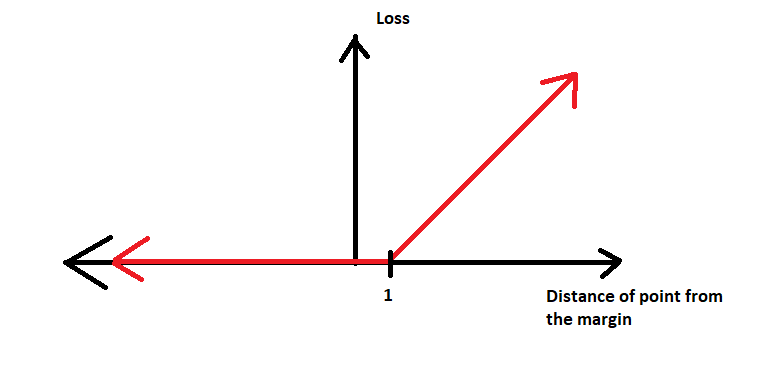 Loss
1
Distance of point from
the margin